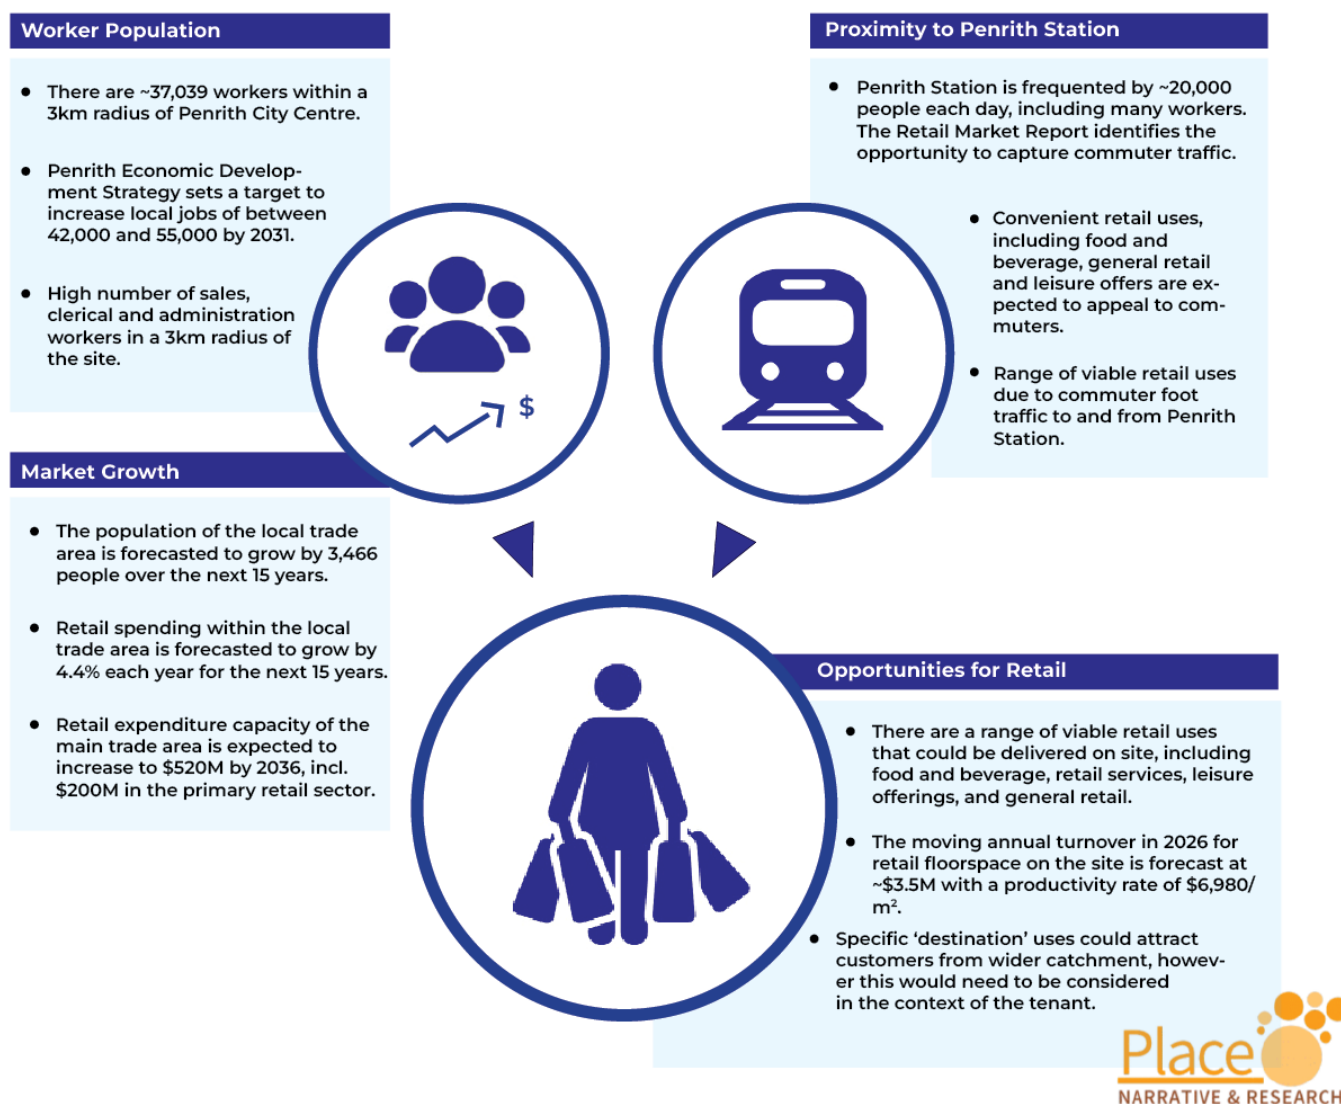 Worker Population
There are ~37,039 workers within a
3km radius of Penrith City Centre.
Penrith Economic Develop-
ment Strategy sets a target to
increase local jobs of between
42,000 and 55,000 by 2031.
High number of sales,
clerical and administration
workers in a 3km radius of
the site.
$
Market Growth
The population of the local trade
area is forecasted to grow by 3,466
people over the next 15 years.
Retail spending within the local
trade area is forecasted to grow by
4.4% each year for the next 15 years.
Retail expenditure capacity of the
main trade area is expected to
increase to $520M by 2036, incl.
$200M in the primary retail sector.
Proximity to Penrith Station
Penrith Station is frequented by ~20,000
people each day, including many workers.
The Retail Market Report identifies the
opportunity to capture commuter traffic.
Convenient retail uses,
including food and
beverage, general retail
and leisure offers are ex-
pected to appeal to com-
muters.
Range of viable retail uses
due to commuter foot
traffic to and from Penrith
Station.
Opportunities for Retail
There are a range of viable retail uses
that could be delivered on site, including
food and beverage, retail services, leisure
offerings, and general retail.
The moving annual turnover in 2026 for
retail floorspace on the site is forecast at
~$3.5M with a productivity rate of $6,980/
m².
Specific ‘destination’ uses could attract
customers from wider catchment, howev-
er this would need to be considered
in the context of the tenant.
Place
NARRATIVE & RESEARCH